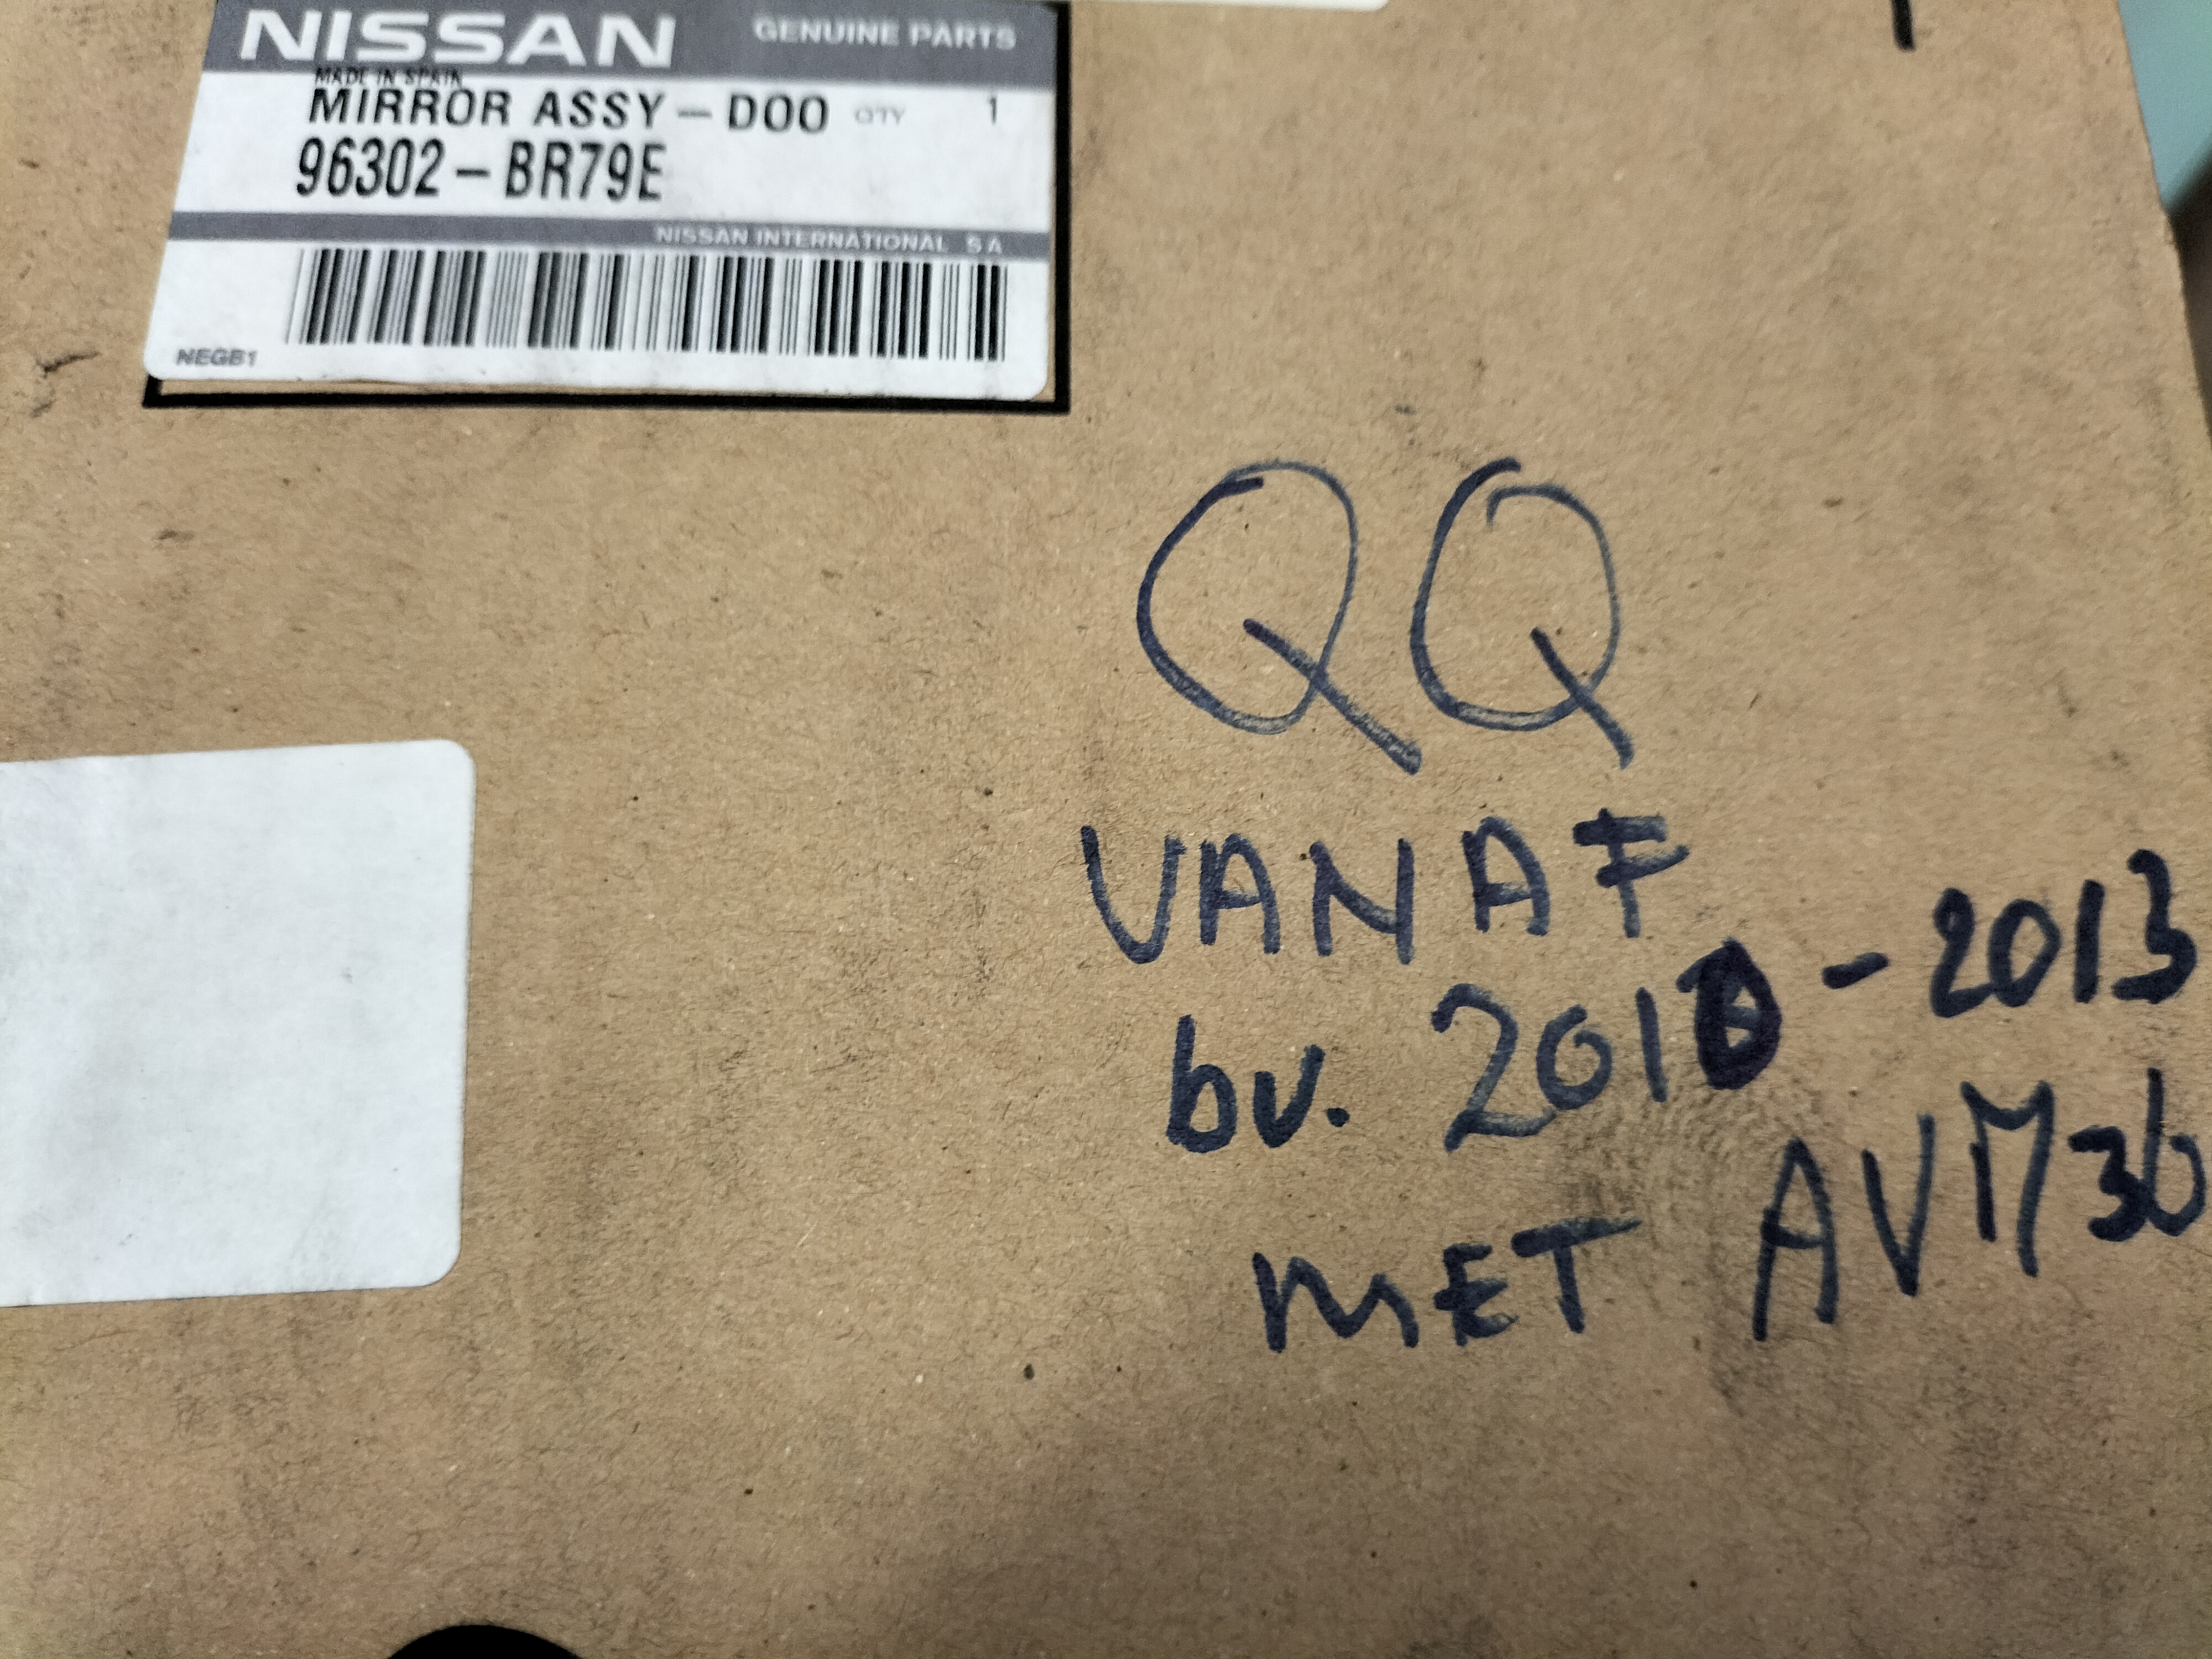 NISSAN GENUINE PARTS
MADE IN SPAIN
MIRROR ASSY-DOO QTY 1
96302-BR79E
NISSAN INTERNATIONAL S A
NEGB1
QQ
VANAF
bv. 2010 - 2013
MET AVM36